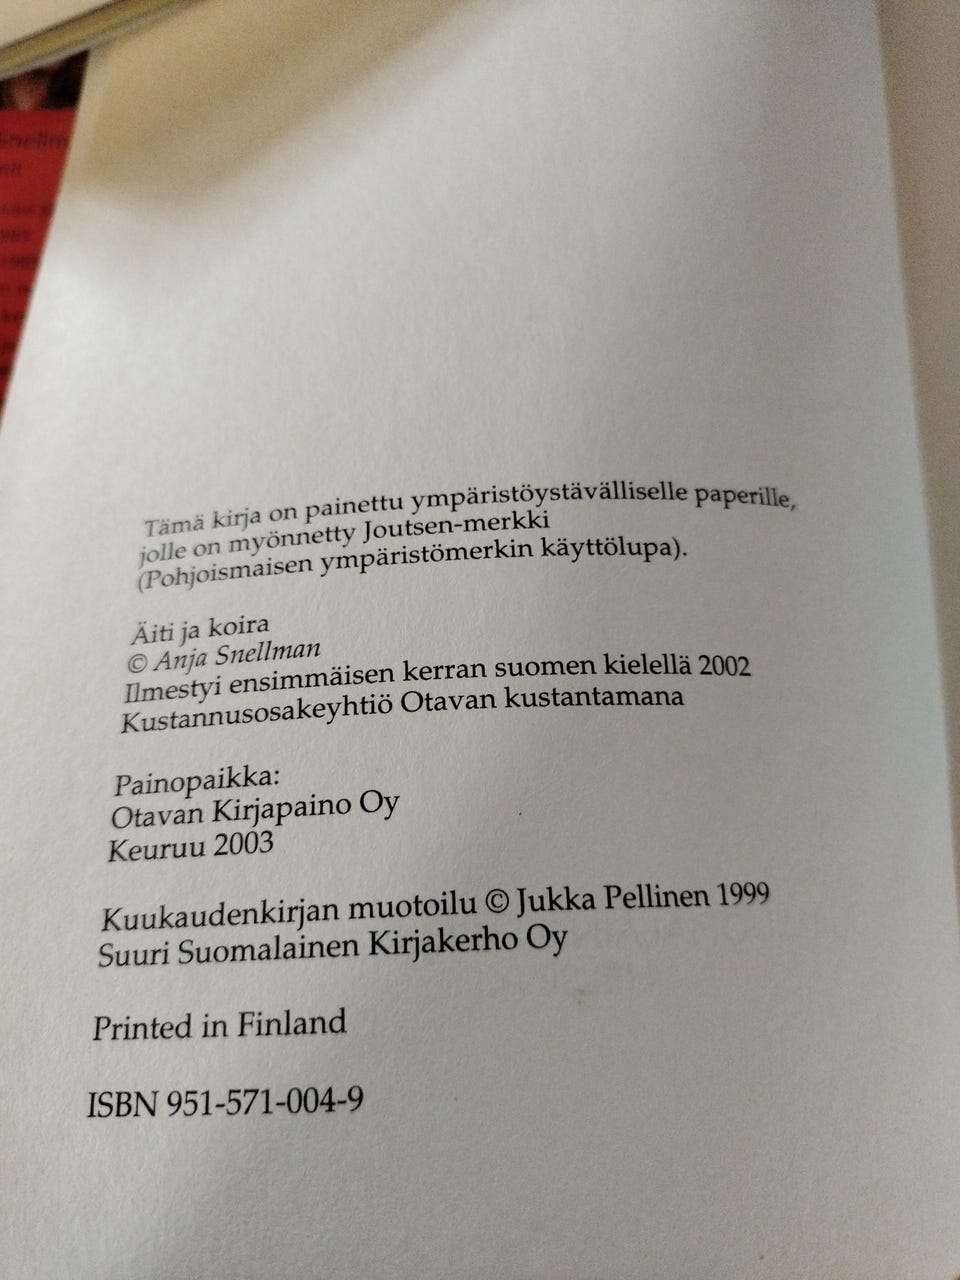 Tämä kirja on painettu ympäristöystävälliselle paperille,
jolle on myönnetty Joutsen-merkki
(Pohjoismaisen ympäristömerkin käyttölupa).
Äiti ja koira
© Anja Snellman
Ilmestyi ensimmäisen kerran suomen kielellä 2002
Kustannusosakeyhtiö Otavan kustantamana
Painopaikka:
Otavan Kirjapaino Oy
Keuruu 2003
Kuukaudenkirjan muotoilu © Jukka Pellinen 1999
Suuri Suomalainen Kirjakerho Oy
Printed in Finland
ISBN 951-571-004-9